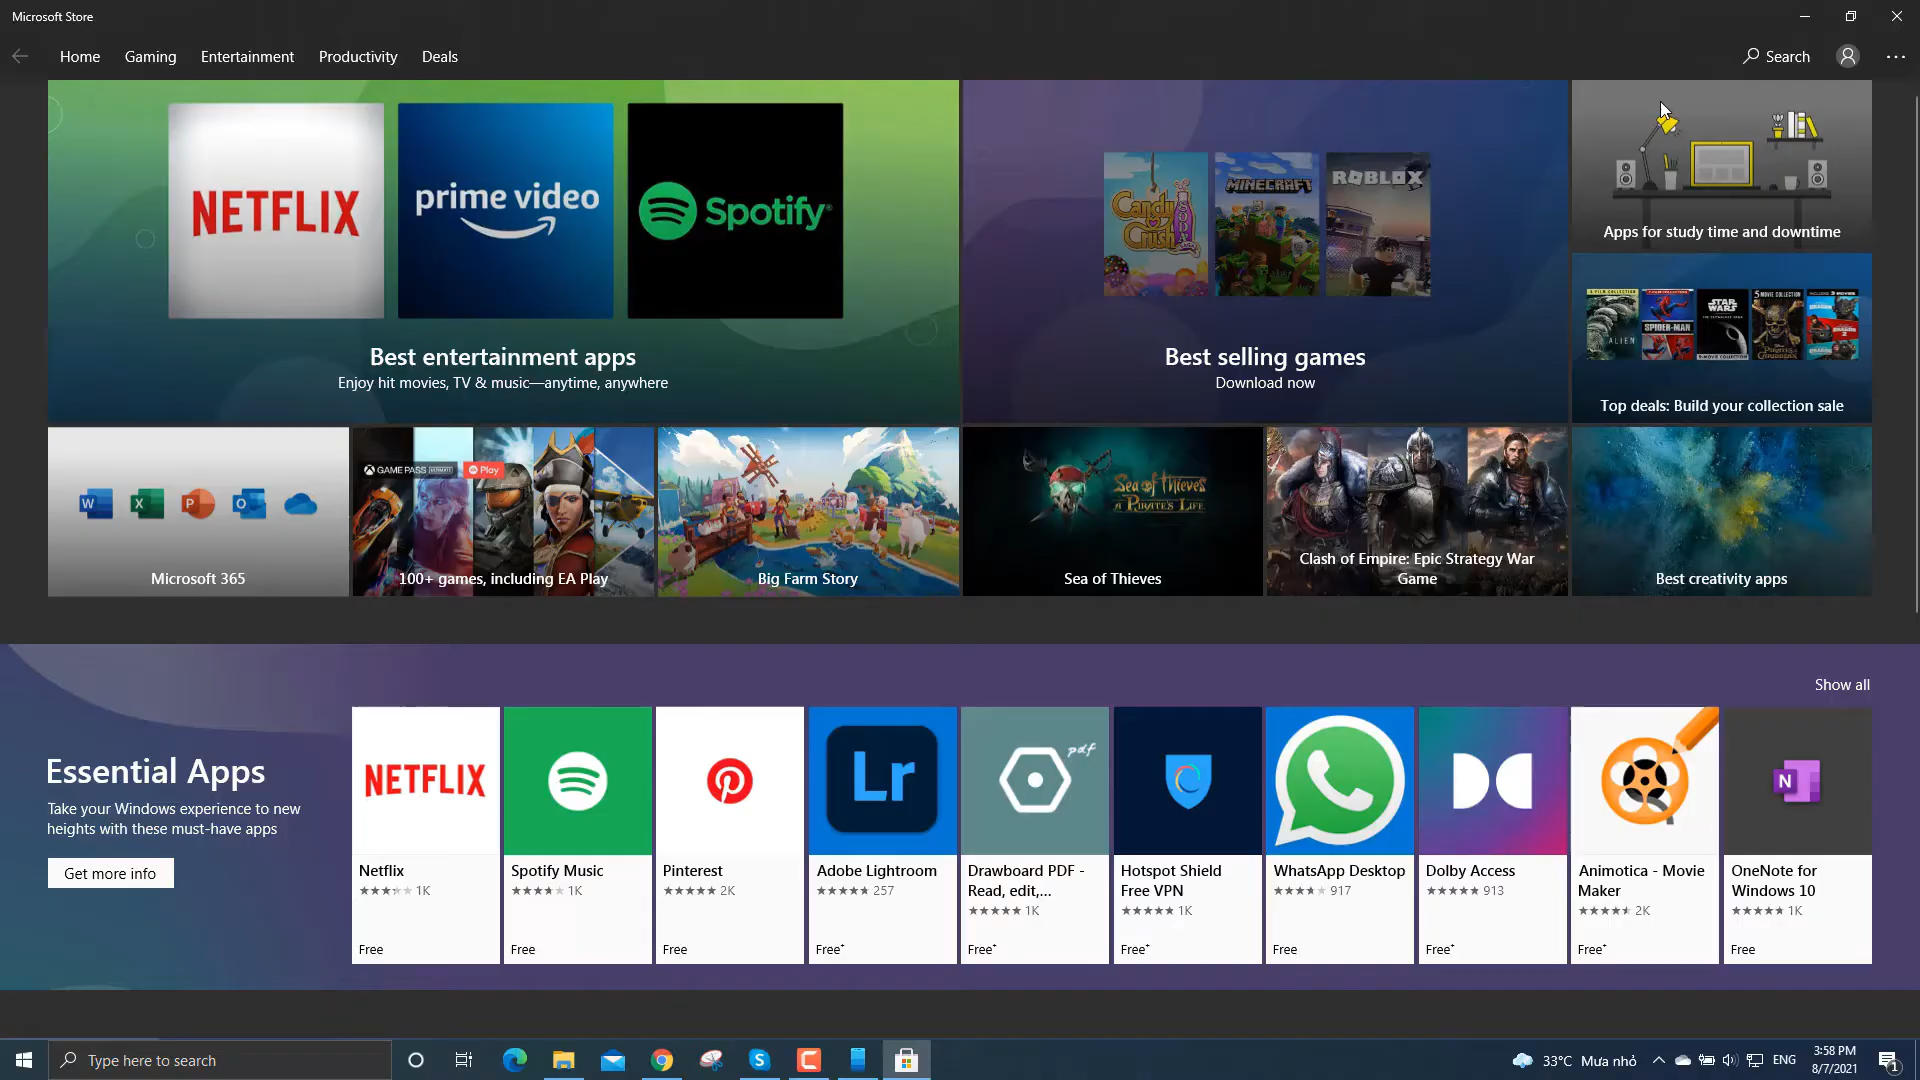 Microsoft Store
Home Gaming Entertainment Productivity Deals
Search
NETFLIX
prime video
Spotify
Best entertainment apps
Enjoy hit movies, TV & music—anytime, anywhere
Candy Crush SODA
MINECRAFT
ROBLOX
Best selling games
Download now
Apps for study time and downtime
ALIEN
SPIDER-MAN
STAR WARS
5 MOVIE COLLECTION
Top deals: Build your collection sale
W X P O
Microsoft 365
GAME PASS ULTIMATE
EA Play
100+ games, including EA Play
Big Farm Story
Sea of Thieves
A PIRATE'S LIFE
Sea of Thieves
Clash of Empire: Epic Strategy War
Game
Best creativity apps
Show all
Essential Apps
Take your Windows experience to new
heights with these must-have apps
Get more info
NETFLIX
Netflix
1K
Free
Spotify Music
1K
Free
Pinterest
2K
Free
Lr
Adobe Lightroom
257
Free+
pdf
Drawboard PDF -
Read, edit,...
1K
Free+
Hotspot Shield
Free VPN
1K
Free+
WhatsApp Desktop
917
Free
Dolby Access
913
Free+
Animotica - Movie
Maker
2K
Free+
N
OneNote for
Windows 10
1K
Free
Type here to search
33°C Mưa nhỏ
ENG
3:58 PM
8/7/2021
1